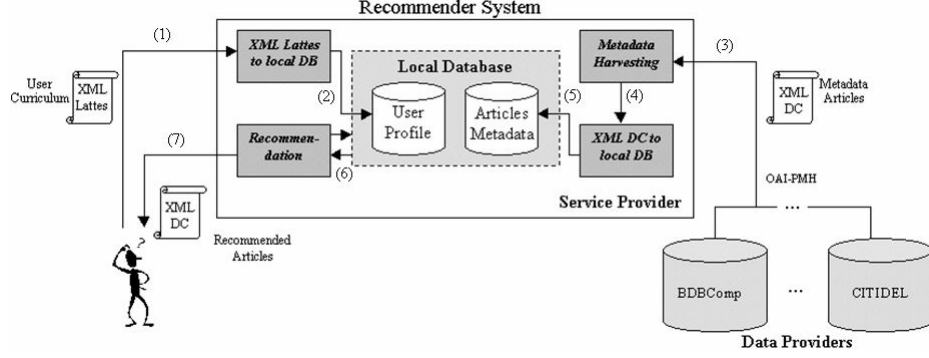 Recommender System
(1)
XML Lattes
to local DB
Metadata
Harvesting
(3)
User
Curriculum
XML
Lattes
Local Database
(2)
(5)
(4)
XML
DC
Metadata
Articles
User
Profile
Articles
Metadata
(7)
Recommen-
dation
XML DC to
local DB
(6)
OAI-PMH
XML
DC
Service Provider
...
?
Recommended
Articles
BDBComp
...
CITIDEL
Data Providers